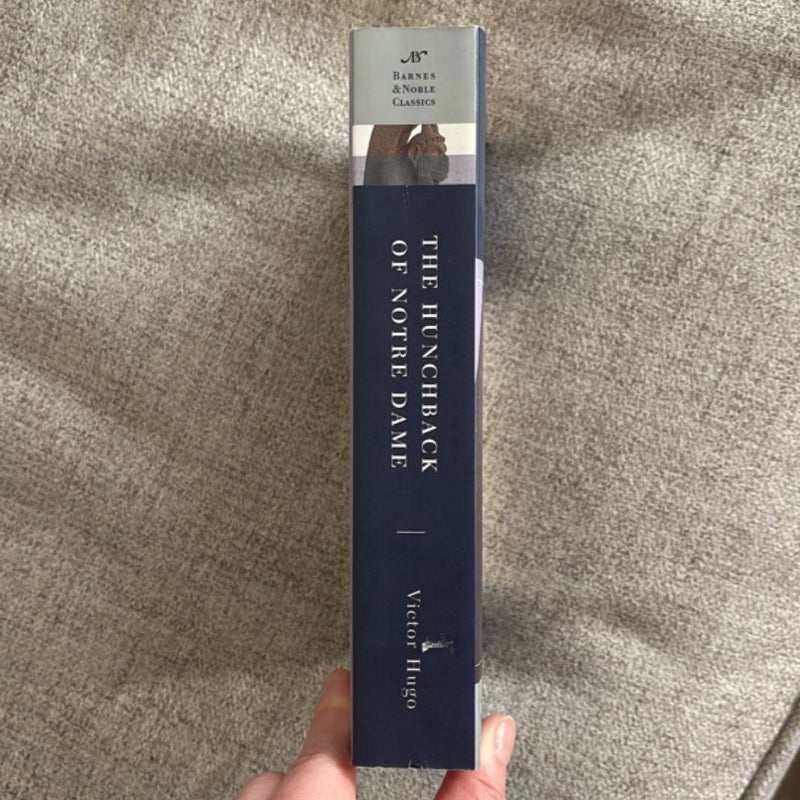 BARNES
& NOBLE
CLASSICS
THE HUNCHBACK
OF NOTRE DAME
Victor Hugo